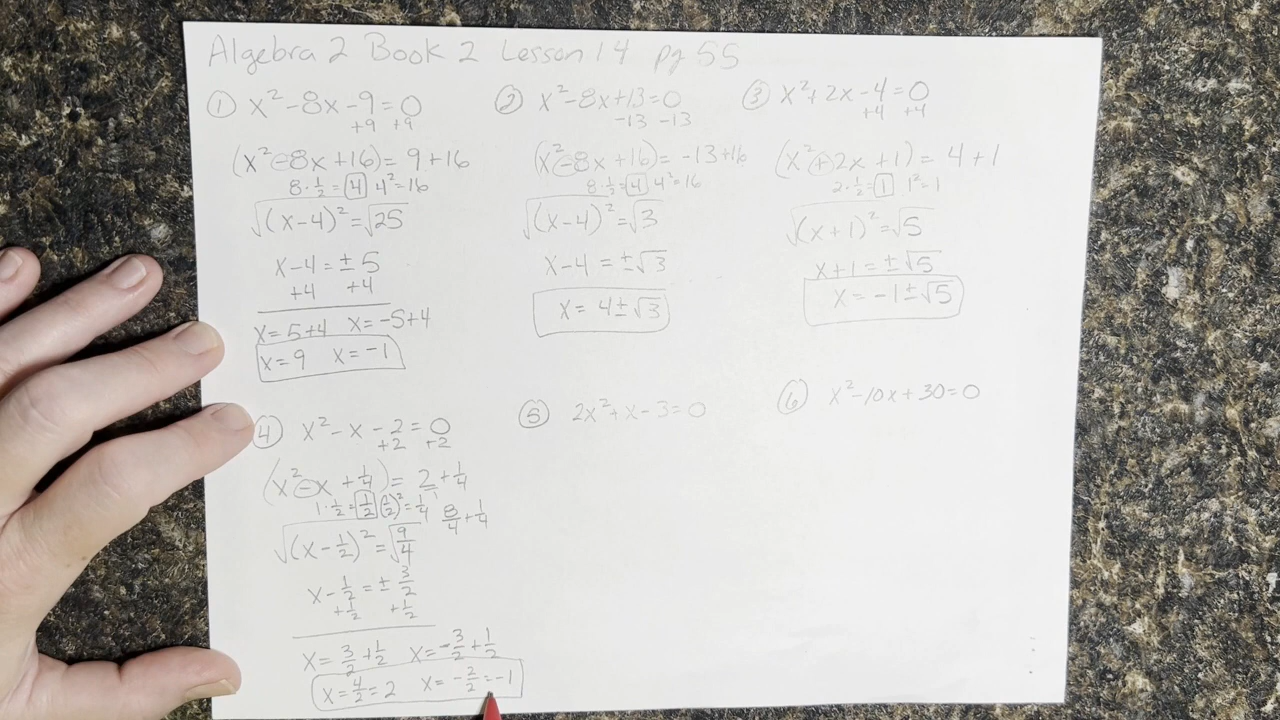 Algebra 2 Book 2 Lesson 14 pg 55
① x² - 8x - 9 = 0
+9 +9
(x² - 8x + 16) = 9 + 16
8 · 1/2 = 4 4² = 16
√(x - 4)² = √25
x - 4 = ± 5
+4 +4
x = 5 + 4 x = -5 + 4
x = 9 x = -1
② x² - 8x + 13 = 0
-13 -13
(x² - 8x + 16) = -13 + 16
8 · 1/2 = 4 4² = 16
√(x - 4)² = √3
x - 4 = ±√3
x = 4 ± √3
③ x² + 2x - 4 = 0
+4 +4
(x² + 2x + 1) = 4 + 1
2 · 1/2 = 1 1² = 1
√(x + 1)² = √5
x + 1 = ± √5
x = -1 ± √5
④ x² - x - 2 = 0
+2 +2
(x² - x + 1/4) = 2/1 + 1/4
1 · 1/2 = 1/2 (1/2)² = 1/4 8/4 + 1/4
√(x - 1/2)² = √9/4
x - 1/2 = ± 3/2
+1/2 +1/2
x = 3/2 + 1/2 x = -3/2 + 1/2
x = 4/2 = 2 x = -2/2 = -1
⑤ 2x² + x - 3 = 0
⑥ x² - 10x + 30 = 0